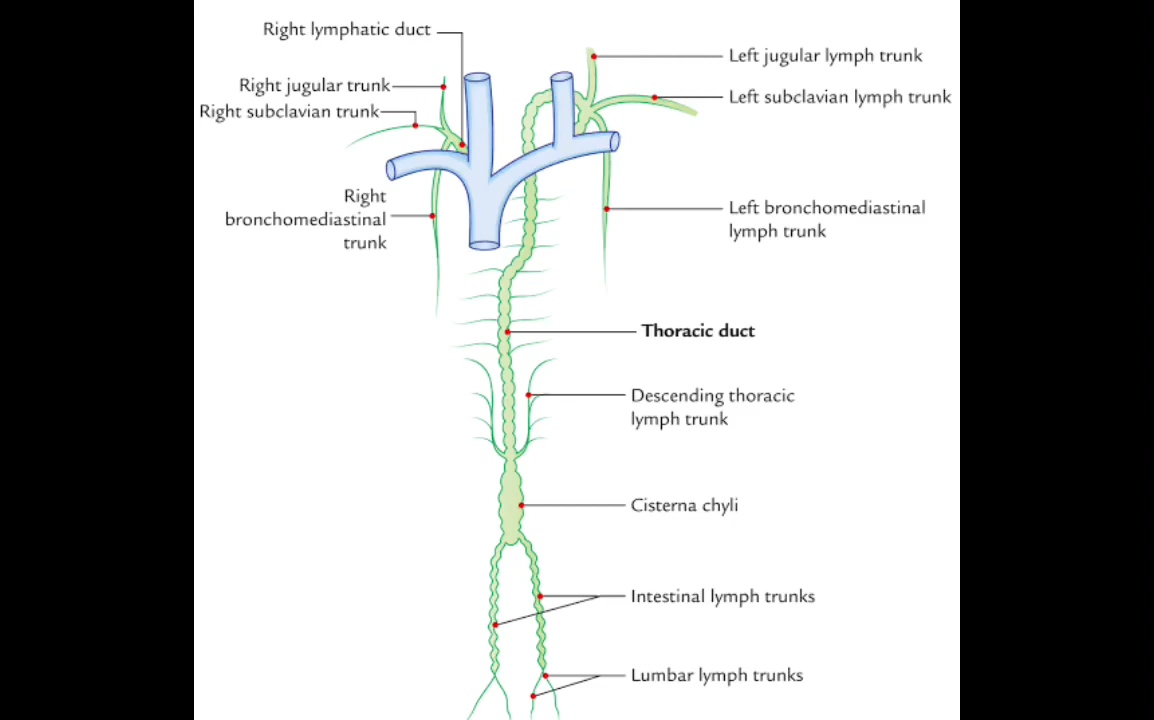 Right lymphatic duct
Right jugular trunk
Right subclavian trunk
Right
bronchomediastinal
trunk
Left jugular lymph trunk
Left subclavian lymph trunk
Left bronchomediastinal
lymph trunk
Thoracic duct
Descending thoracic
lymph trunk
Cisterna chyli
Intestinal lymph trunks
Lumbar lymph trunks